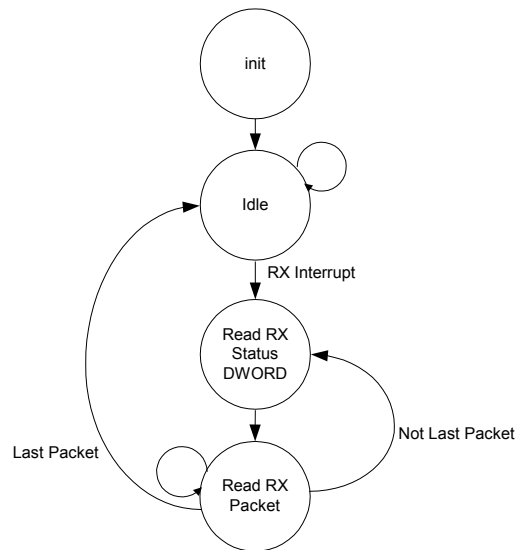 init
Idle
RX Interrupt
Read RX
Status
DWORD
Not Last Packet
Last Packet
Read RX
Packet